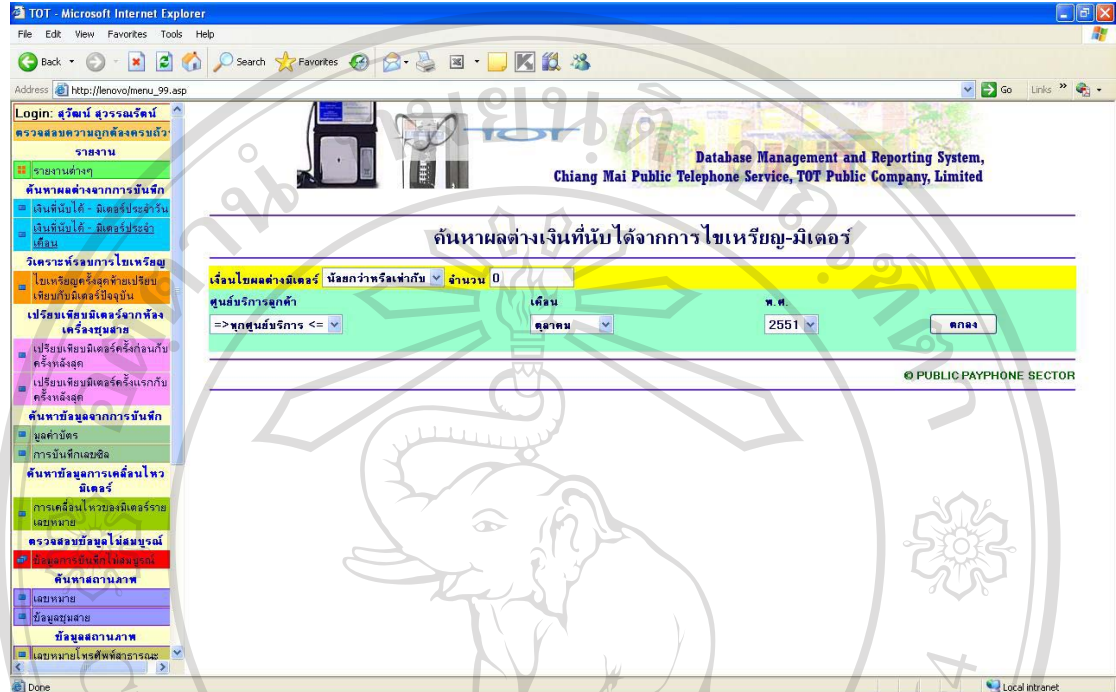 TOT - Microsoft Internet Explorer
File Edit View Favorites Tools Help
Back Search Favorites
Address http://lenovo/menu_99.asp Go Links »
Login: สุวัฒน์ สุวรรณรัตน์
ตรวจสอบความถูกต้องครบถ้ว
รายงาน
รายงานต่างๆ
ค้นหาผลต่างจากการบันทึก
เงินที่นับได้ - มิเตอร์ประจำวัน
เงินที่นับได้ - มิเตอร์ประจำ
เดือน
วิเคราะห์รอบการไขเหรียญ
ไขเหรียญครั้งสุดท้ายเปรียบ
เทียบกับมิเตอร์ปัจจุบัน
เปรียบเทียบมิเตอร์จากห้อง
เครื่องชุมสาย
เปรียบเทียบมิเตอร์ครั้งก่อนกับ
ครั้งหลังสุด
เปรียบเทียบมิเตอร์ครั้งแรกกับ
ครั้งหลังสุด
ค้นหาข้อมูลจากการบันทึก
มูลค่าบัตร
การบันทึกเลขซีล
ค้นหาข้อมูลการเคลื่อนไหว
มิเตอร์
การเคลื่อนไหวของมิเตอร์ราย
เลขหมาย
ตรวจสอบข้อมูลไม่สมบูรณ์
ข้อมูลการบันทึกไม่สมบูรณ์
ค้นหาสถานภาพ
เลขหมาย
ข้อมูลชุมสาย
ข้อมูลสถานภาพ
เลขหมายโทรศัพท์สาธารณะ
TOT
Database Management and Reporting System,
Chiang Mai Public Telephone Service, TOT Public Company, Limited
ค้นหาผลต่างเงินที่นับได้จากการไขเหรียญ-มิเตอร์
เงื่อนไขผลต่างมิเตอร์ น้อยกว่าหรือเท่ากับ จำนวน 0
ศูนย์บริการลูกค้า เดือน พ.ศ.
=>ทุกศูนย์บริการ <= ตุลาคม 2551 ตกลง
© PUBLIC PAYPHONE SECTOR
Done Local intranet